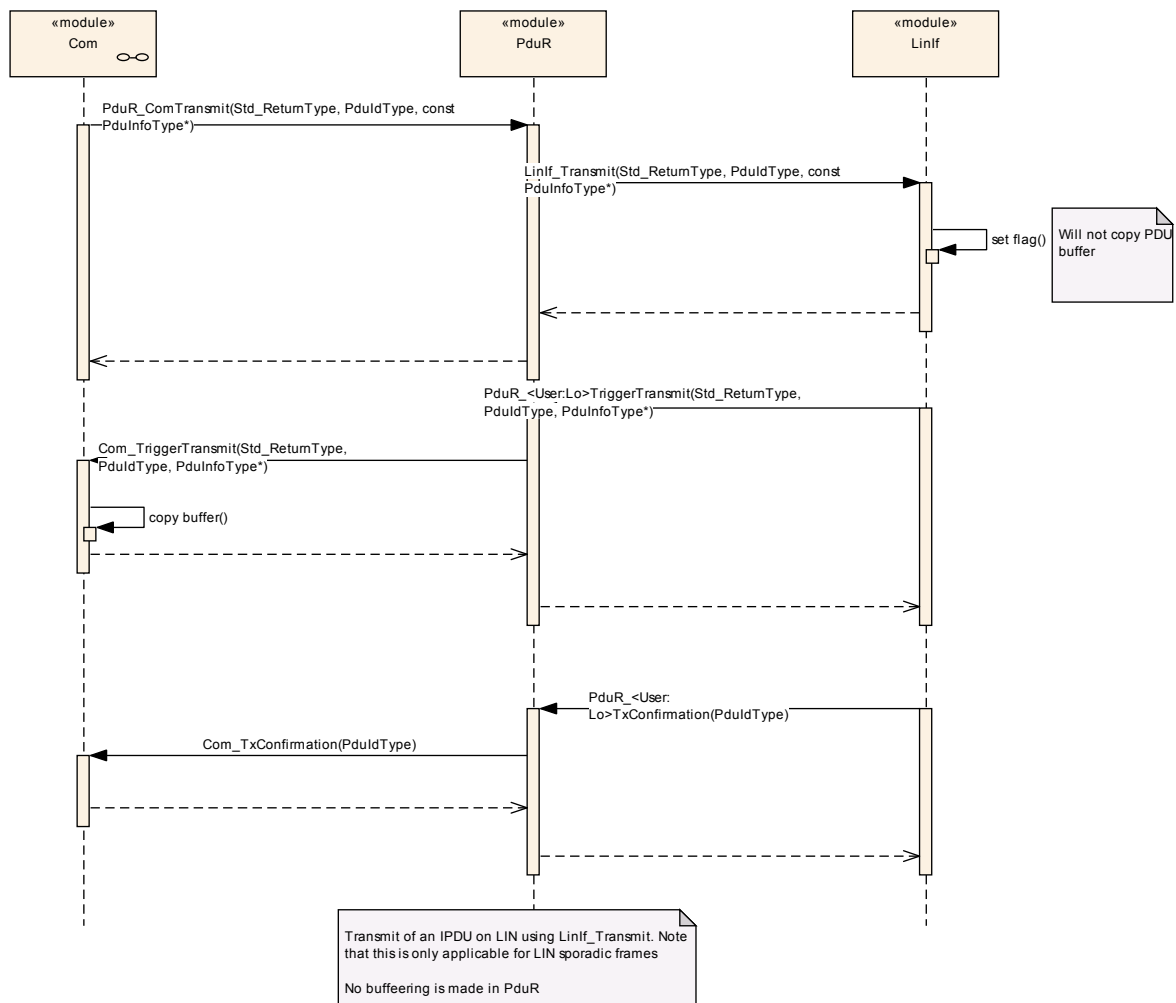 «module»
Com
«module»
PduR
«module»
LinIf
PduR_ComTransmit(Std_ReturnType, PduIdType, const
PduInfoType*)
LinIf_Transmit(Std_ReturnType, PduIdType, const
PduInfoType*)
set flag()
Will not copy PDU
buffer
PduR_<User:Lo>TriggerTransmit(Std_ReturnType,
PduIdType, PduInfoType*)
Com_TriggerTransmit(Std_ReturnType,
PduIdType, PduInfoType*)
copy buffer()
PduR_<User:
Lo>TxConfirmation(PduIdType)
Com_TxConfirmation(PduIdType)
Transmit of an IPDU on LIN using LinIf_Transmit. Note
that this is only applicable for LIN sporadic frames
No buffeering is made in PduR